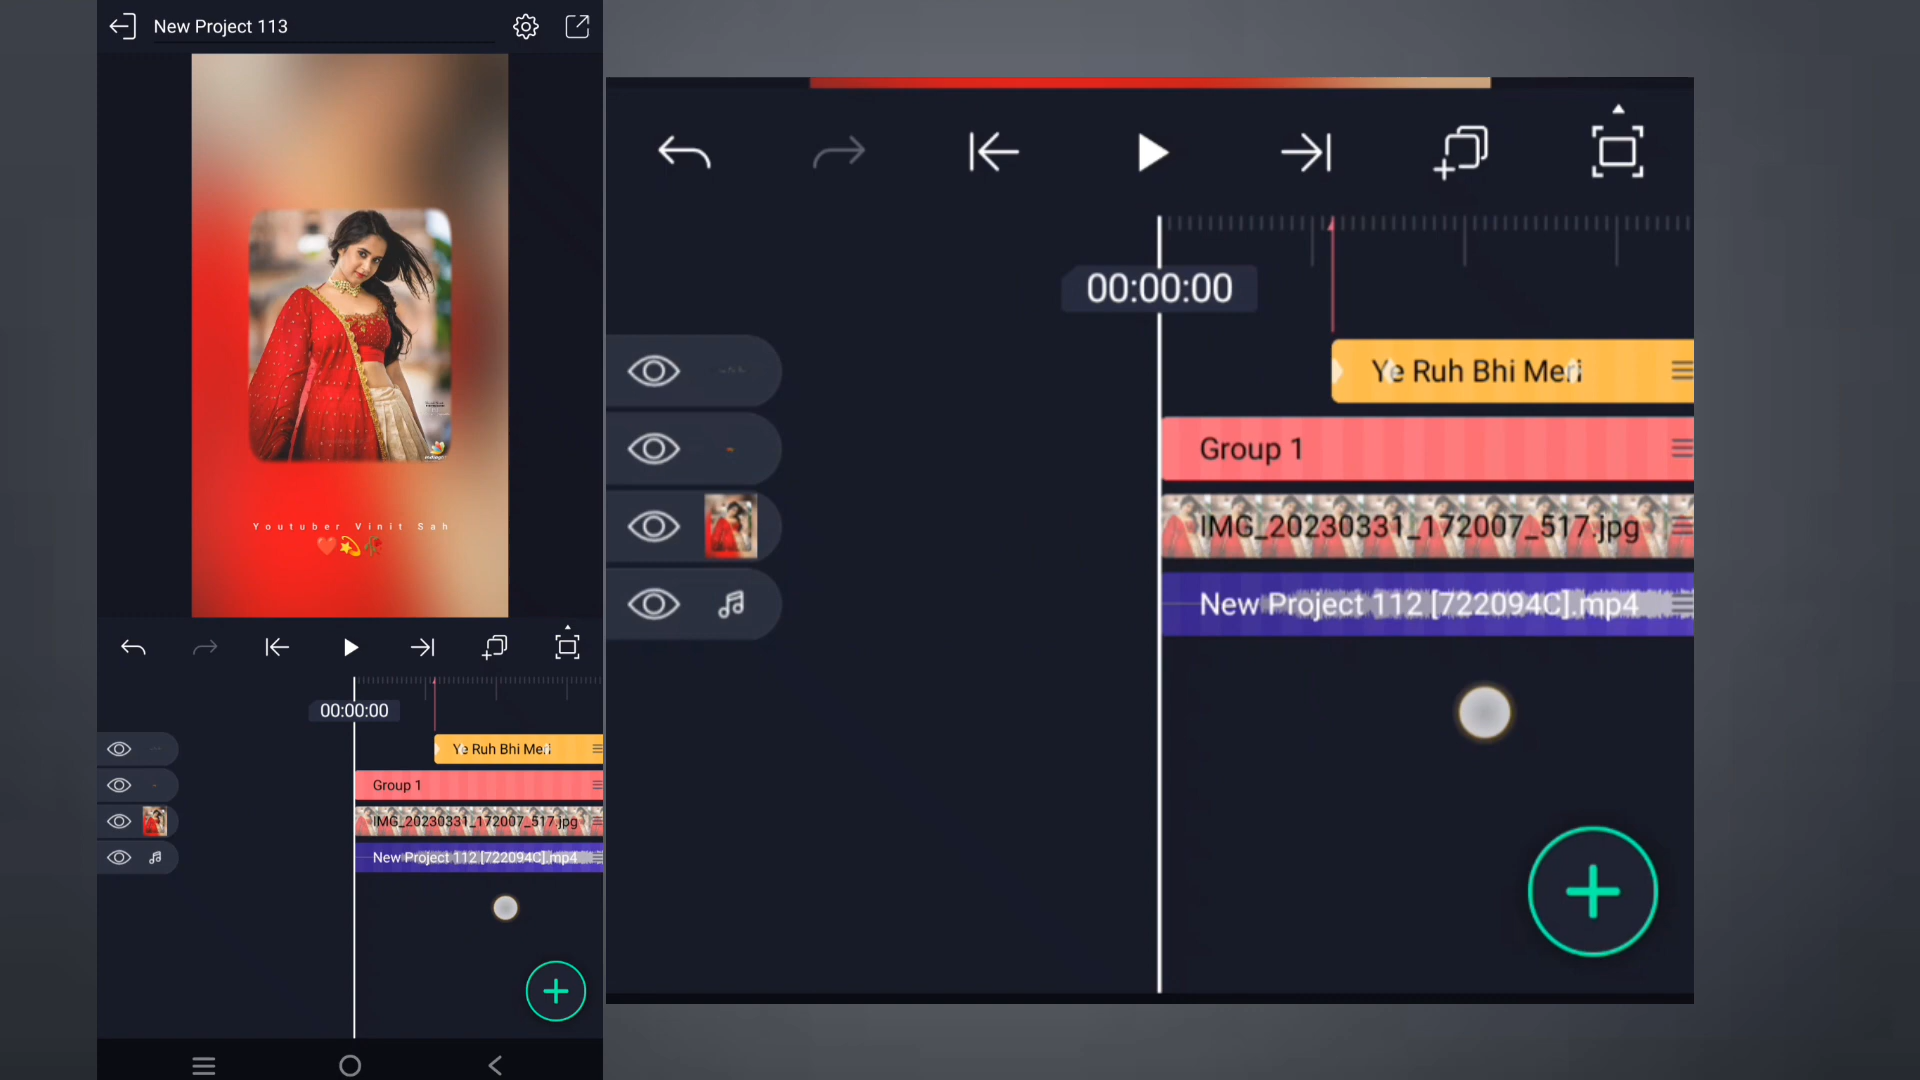 New Project 113
Youtuber Vinit Sah
00:00:00
Ye Ruh Bhi Meri
Group 1
IMG_20230331_172007_517.jpg
New Project 112 [722094C].mp4
00:00:00
Ye Ruh Bhi Meri
Group 1
IMG_20230331_172007_517.jpg
New Project 112 [722094C].mp4